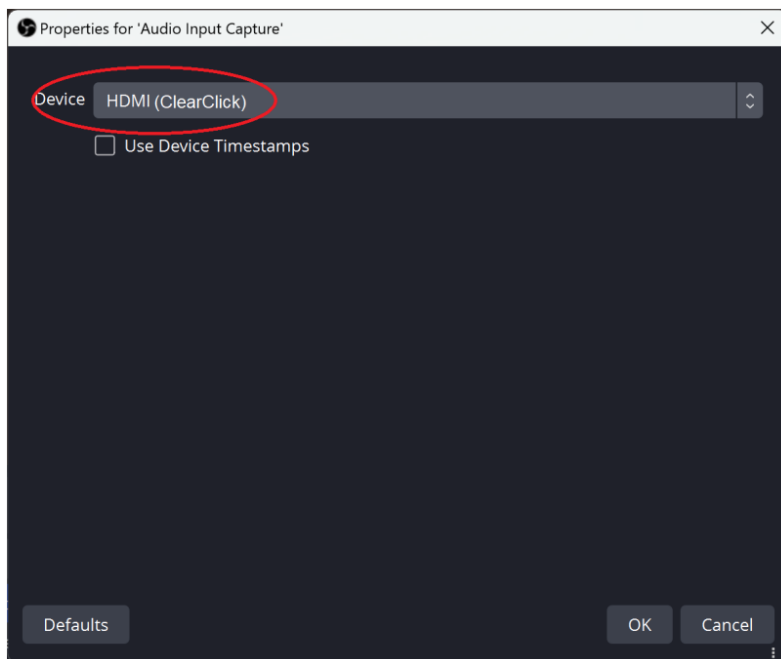 Properties for 'Audio Input Capture'
Device HDMI (ClearClick)
Use Device Timestamps
Defaults OK Cancel